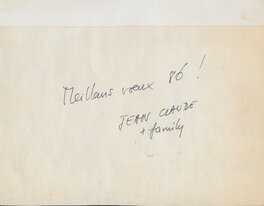 Meilleurs voeux 86 !
JEAN CLAUDE
+ family